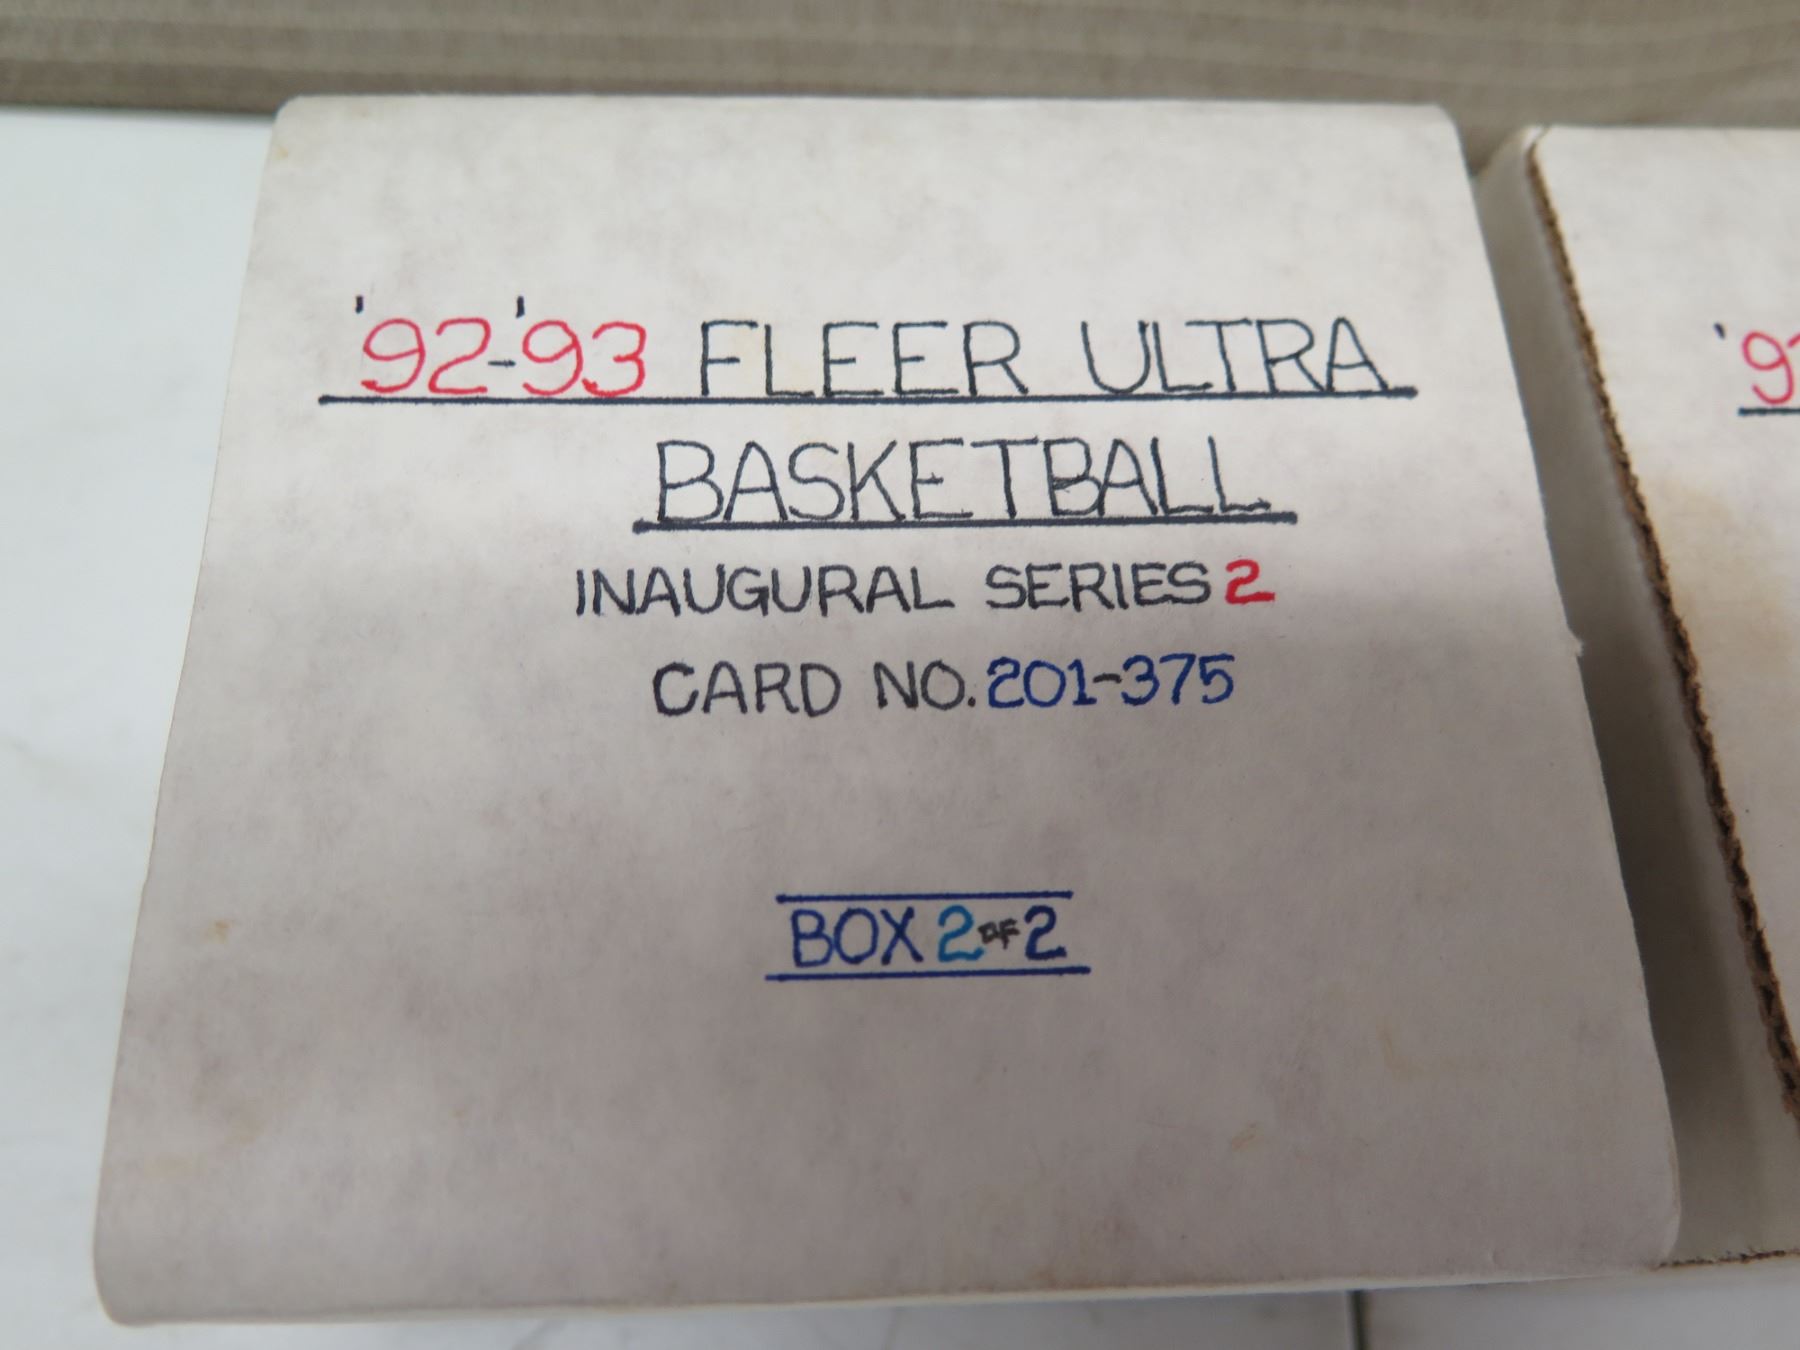 '92-'93 FLEER ULTRA
BASKETBALL
INAUGURAL SERIES 2
CARD NO. 201-375
BOX 2 OF 2